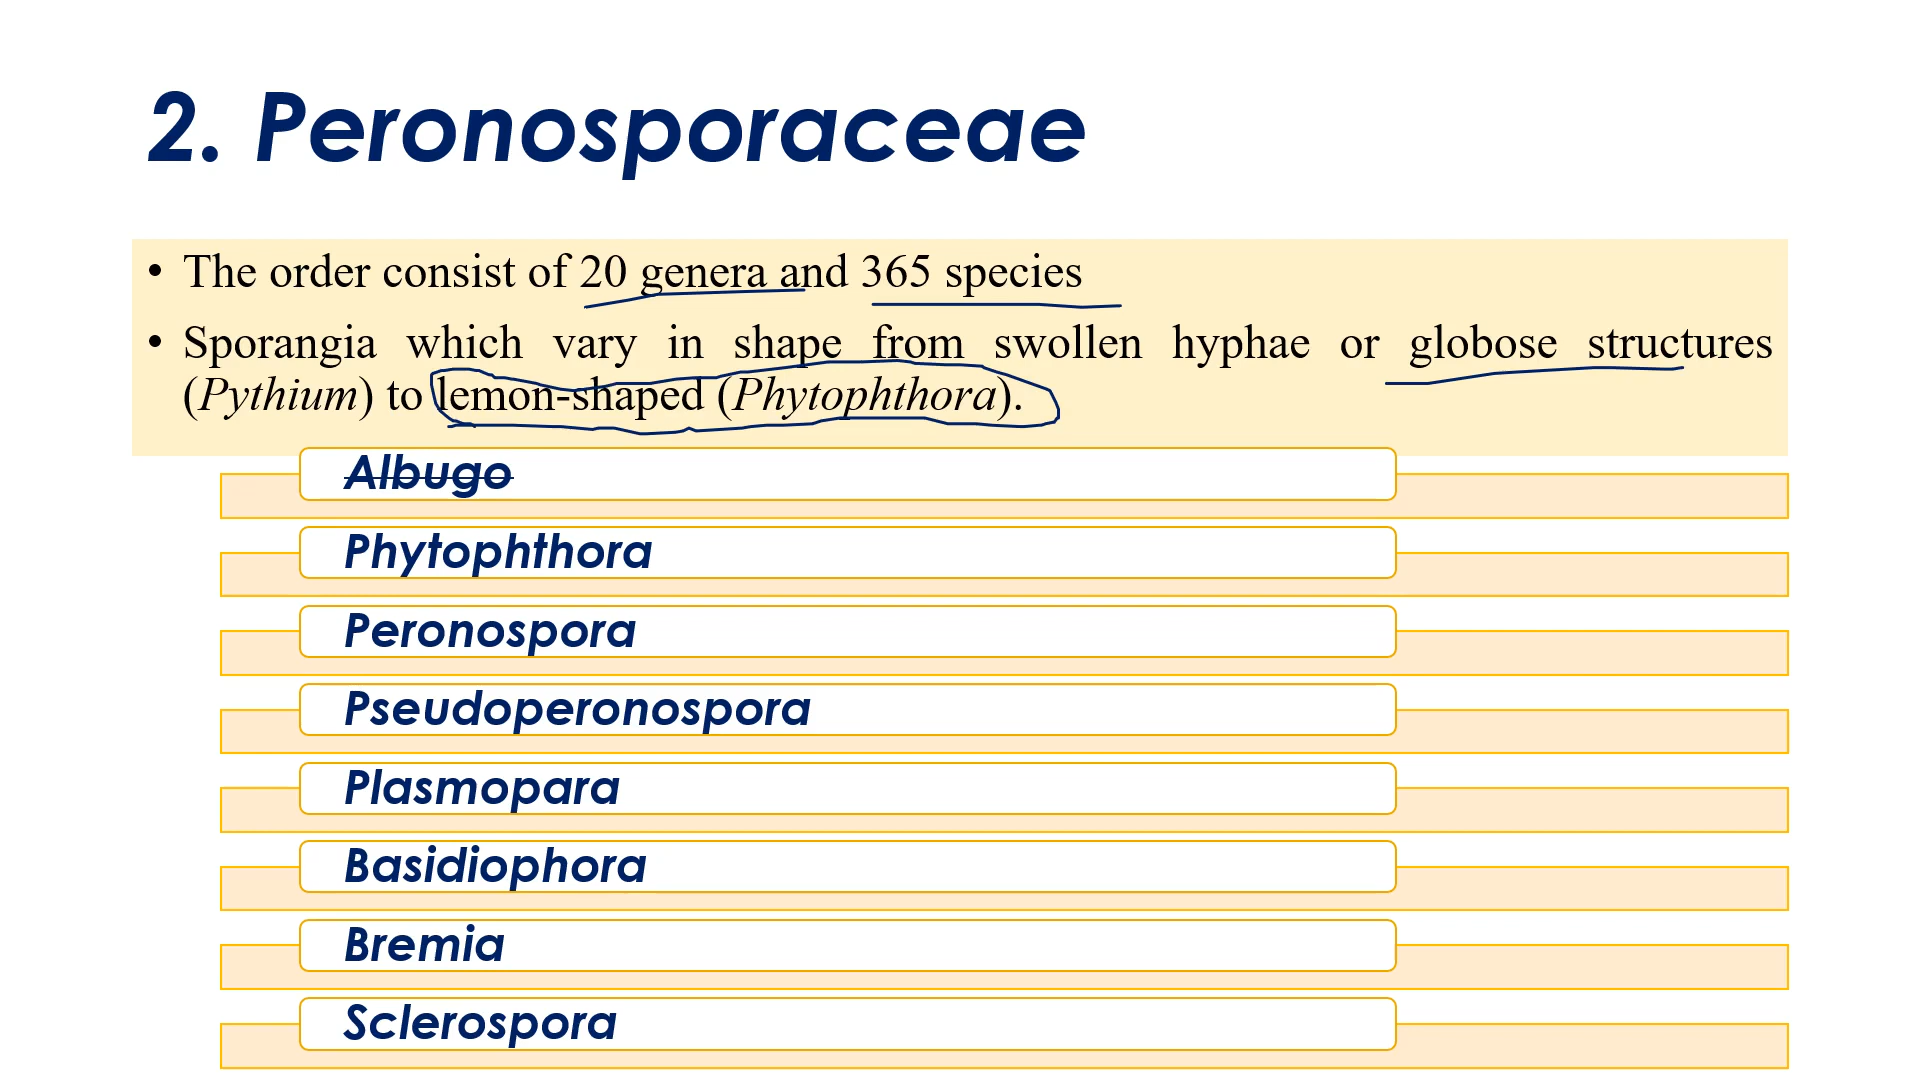 2. Peronosporaceae
• The order consist of 20 genera and 365 species
• Sporangia which vary in shape from swollen hyphae or globose structures
(Pythium) to lemon-shaped (Phytophthora).
Albugo
Phytophthora
Peronospora
Pseudoperonospora
Plasmopara
Basidiophora
Bremia
Sclerospora